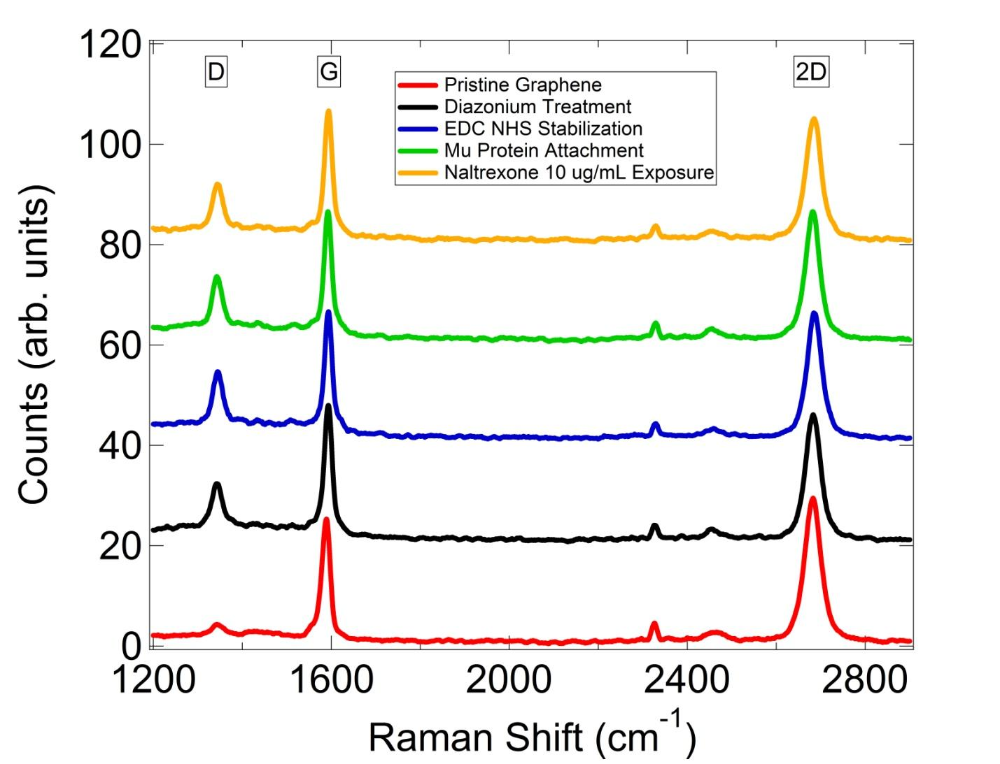 120
100
80
60
40
20
0
Counts (arb. units)
D
G
2D
Pristine Graphene
Diazonium Treatment
EDC NHS Stabilization
Mu Protein Attachment
Naltrexone 10 ug/mL Exposure
1200 1600 2000 2400 2800
Raman Shift (cm⁻¹)